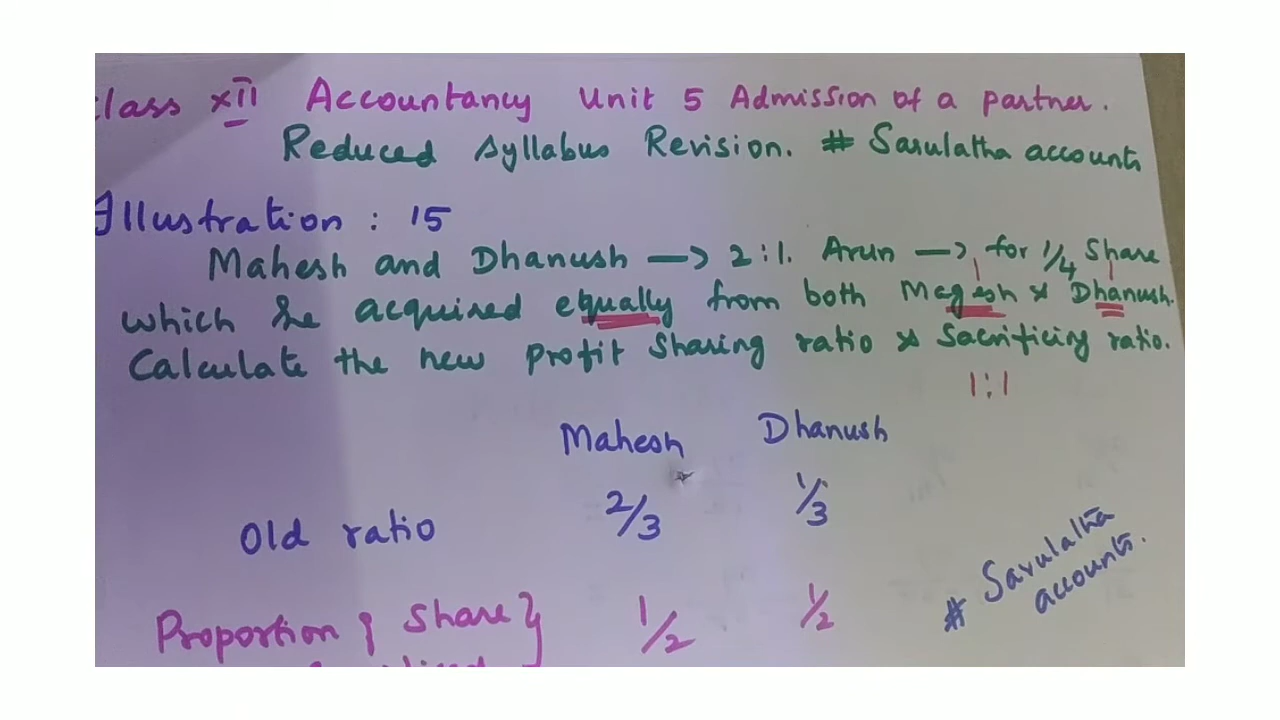 class XII Accountancy Unit 5 Admission of a partner.
Reduced Syllabus Revision. # Sarulatha accounts
Illustration : 15
Mahesh and Dhanush → 2:1. Arun → for 1/4 Share
which he acquired equally from both Magesh & Dhanush.
Calculate the new profit sharing ratio & Sacrificing ratio.
1:1
Mahesh Dhanush
Old ratio 2/3 1/3
# Sarulatha
accounts.
Proportion of share } 1/2 1/2